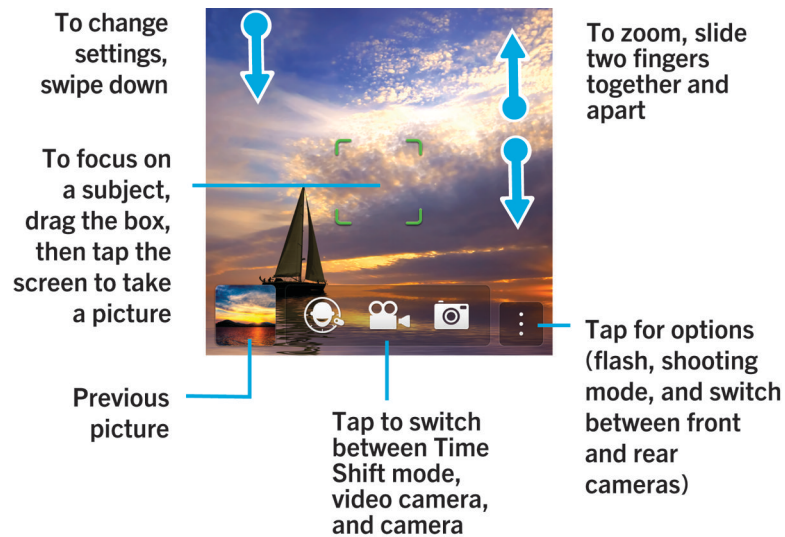 To change
settings,
swipe down
To zoom, slide
two fingers
together and
apart
To focus on
a subject,
drag the box,
then tap the
screen to take
a picture
Previous
picture
Tap to switch
between Time
Shift mode,
video camera,
and camera
Tap for options
(flash, shooting
mode, and switch
between front
and rear
cameras)